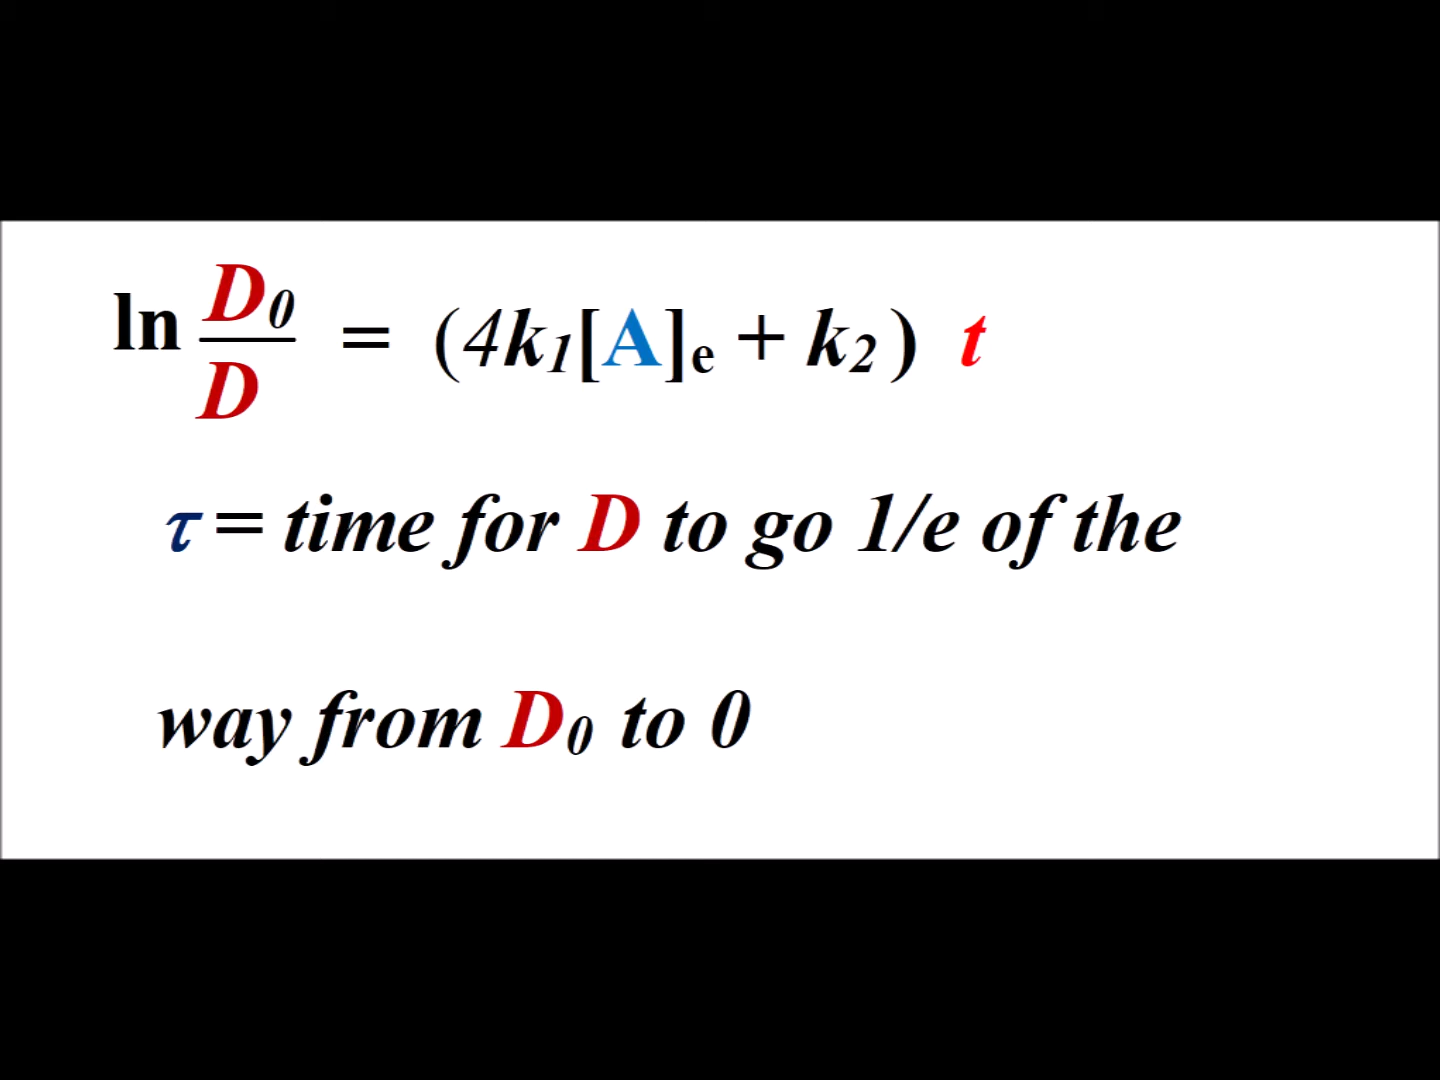 ln D₀/D = (4k₁[A]ₑ + k₂) t
τ = time for D to go 1/e of the
way from D₀ to 0